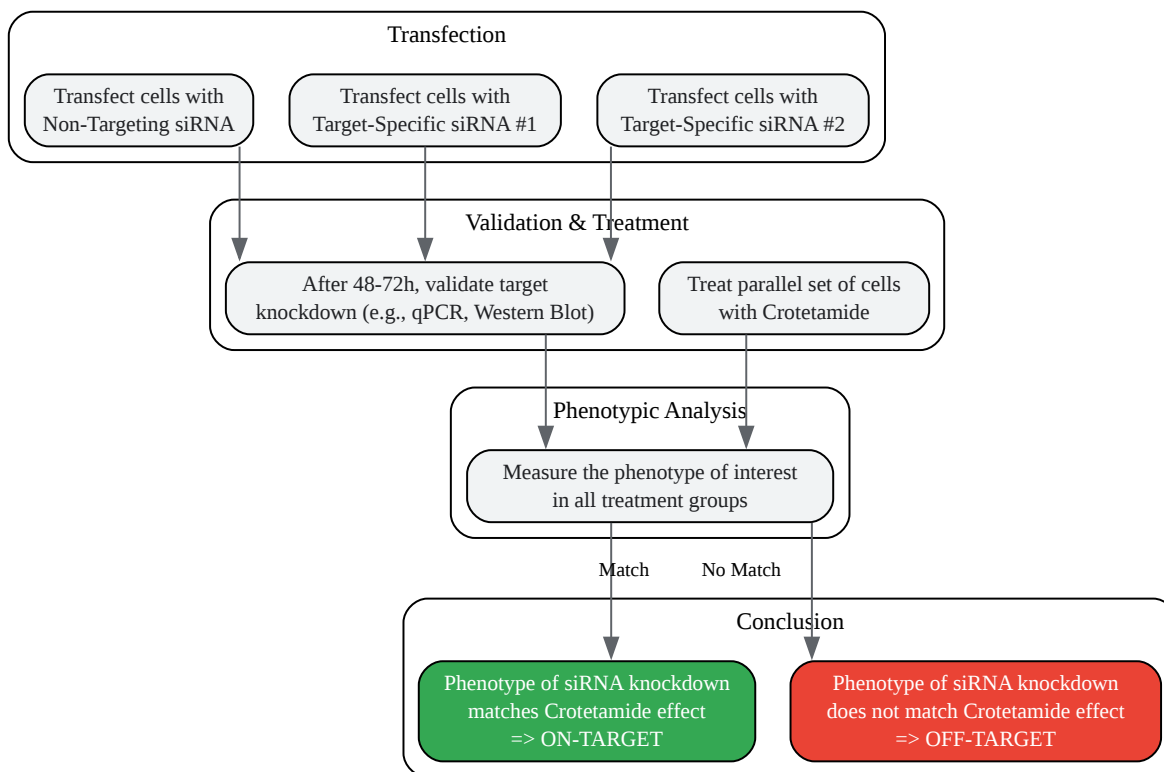 Transfection
Transfect cells with
Non-Targeting siRNA
Transfect cells with
Target-Specific siRNA #1
Transfect cells with
Target-Specific siRNA #2
Validation & Treatment
After 48-72h, validate target
knockdown (e.g., qPCR, Western Blot)
Treat parallel set of cells
with Crotetamide
Phenotypic Analysis
Measure the phenotype of interest
in all treatment groups
Match
No Match
Conclusion
Phenotype of siRNA knockdown
matches Crotetamide effect
=> ON-TARGET
Phenotype of siRNA knockdown
does not match Crotetamide effect
=> OFF-TARGET